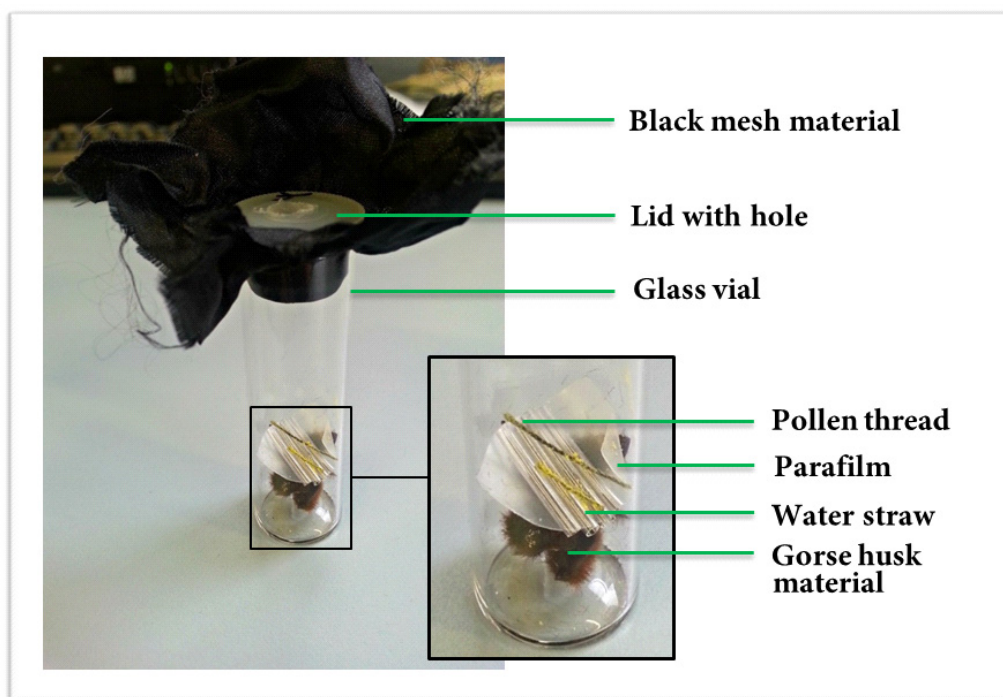 Black mesh material
Lid with hole
Glass vial
Pollen thread
Parafilm
Water straw
Gorse husk
material